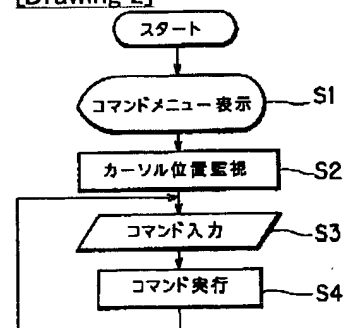 [Drawing 2]
スタート
コマンドメニュー表示
S1
カーソル位置監視
S2
コマンド入力
S3
コマンド実行
S4